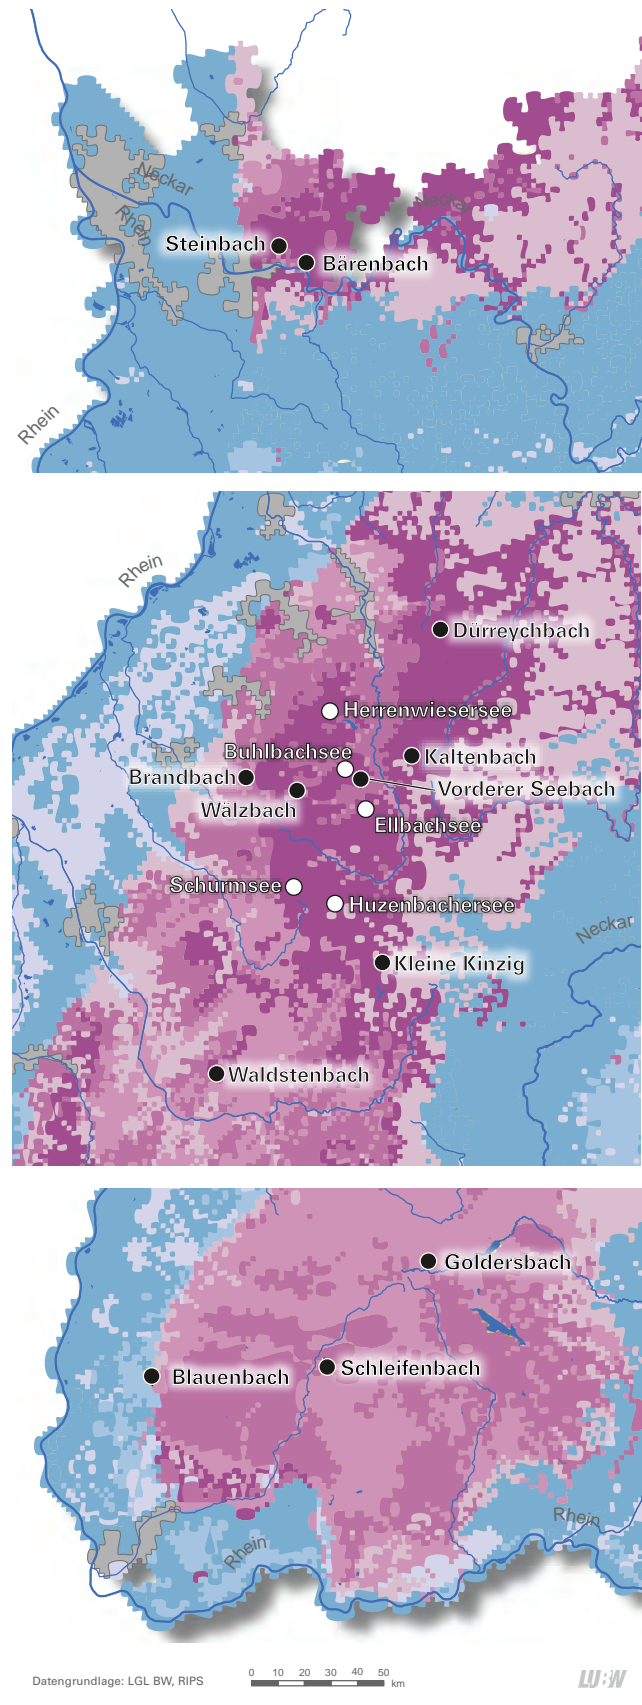 Neckar
Rhein
Neckar
Steinbach
Bärenbach
Rhein
Rhein
Dürreychbach
Herrenwiesersee
Buhlbachsee
Kaltenbach
Brandbach
Vorderer Seebach
Wälzbach
Ellbachsee
Schurmsee
Huzenbachersee
Neckar
Kleine Kinzig
Waldstenbach
Goldersbach
Schleifenbach
Blauenbach
Rhein
Rhein
Datengrundlage: LGL BW, RIPS
0 10 20 30 40 50
km
LUBW